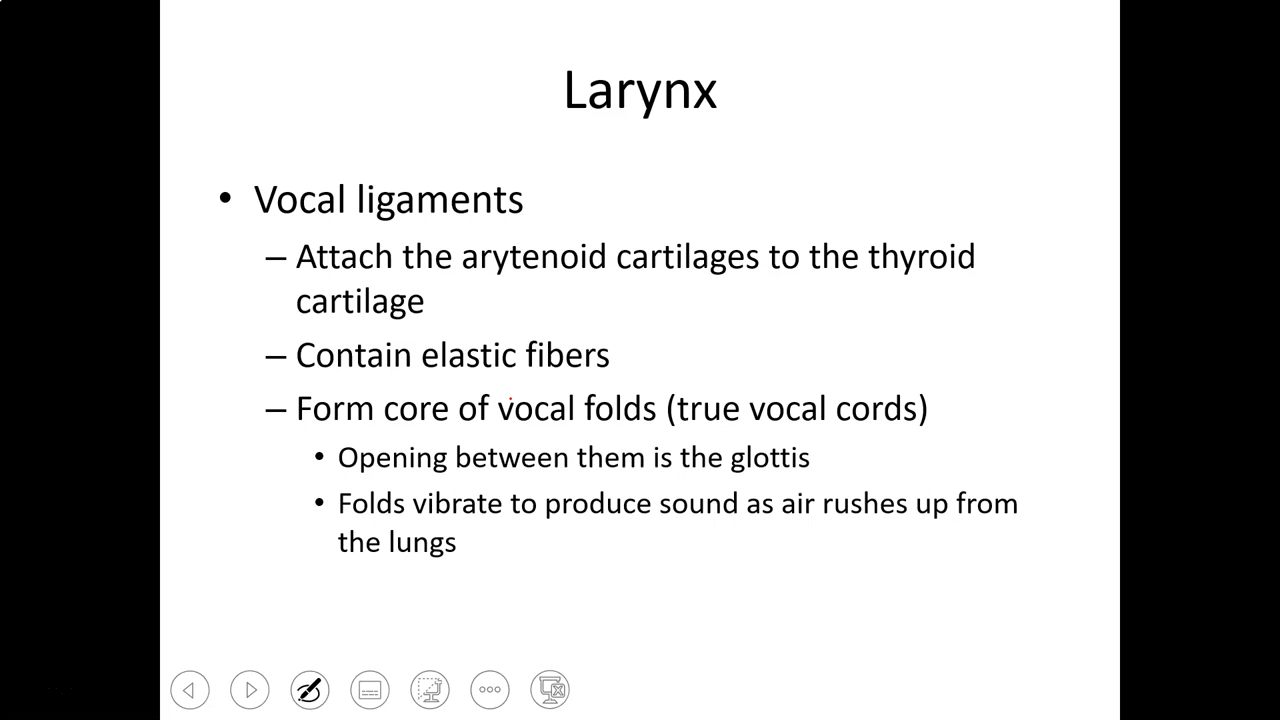 Larynx
• Vocal ligaments
– Attach the arytenoid cartilages to the thyroid
cartilage
– Contain elastic fibers
– Form core of vocal folds (true vocal cords)
• Opening between them is the glottis
• Folds vibrate to produce sound as air rushes up from
the lungs